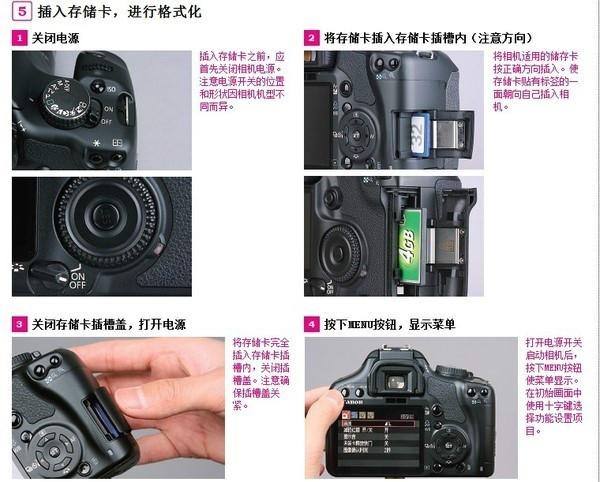 5 插入存储卡，进行格式化
1 关闭电源
插入存储卡之前，应
首先关闭相机电源。
注意电源开关的位置
和形状因相机机型不
同而异。
ISO
ON
OFF
ON
OFF
2 将存储卡插入存储卡插槽内（注意方向）
将相机适用的储存卡
按正确方向插入。使
存储卡贴有标签的一
面朝向自己插入相
机。
32
4GB
3 关闭存储卡插槽盖，打开电源
将存储卡完全
插入存储卡插
槽内，关闭插
槽盖。注意确
保插槽盖关
紧。
4 按下MENU按钮，显示菜单
打开电源开关
启动相机后，
按下MENU按钮
使菜单显示。
在初始画面中
使用十字键选
择功能设置项
目。
Canon